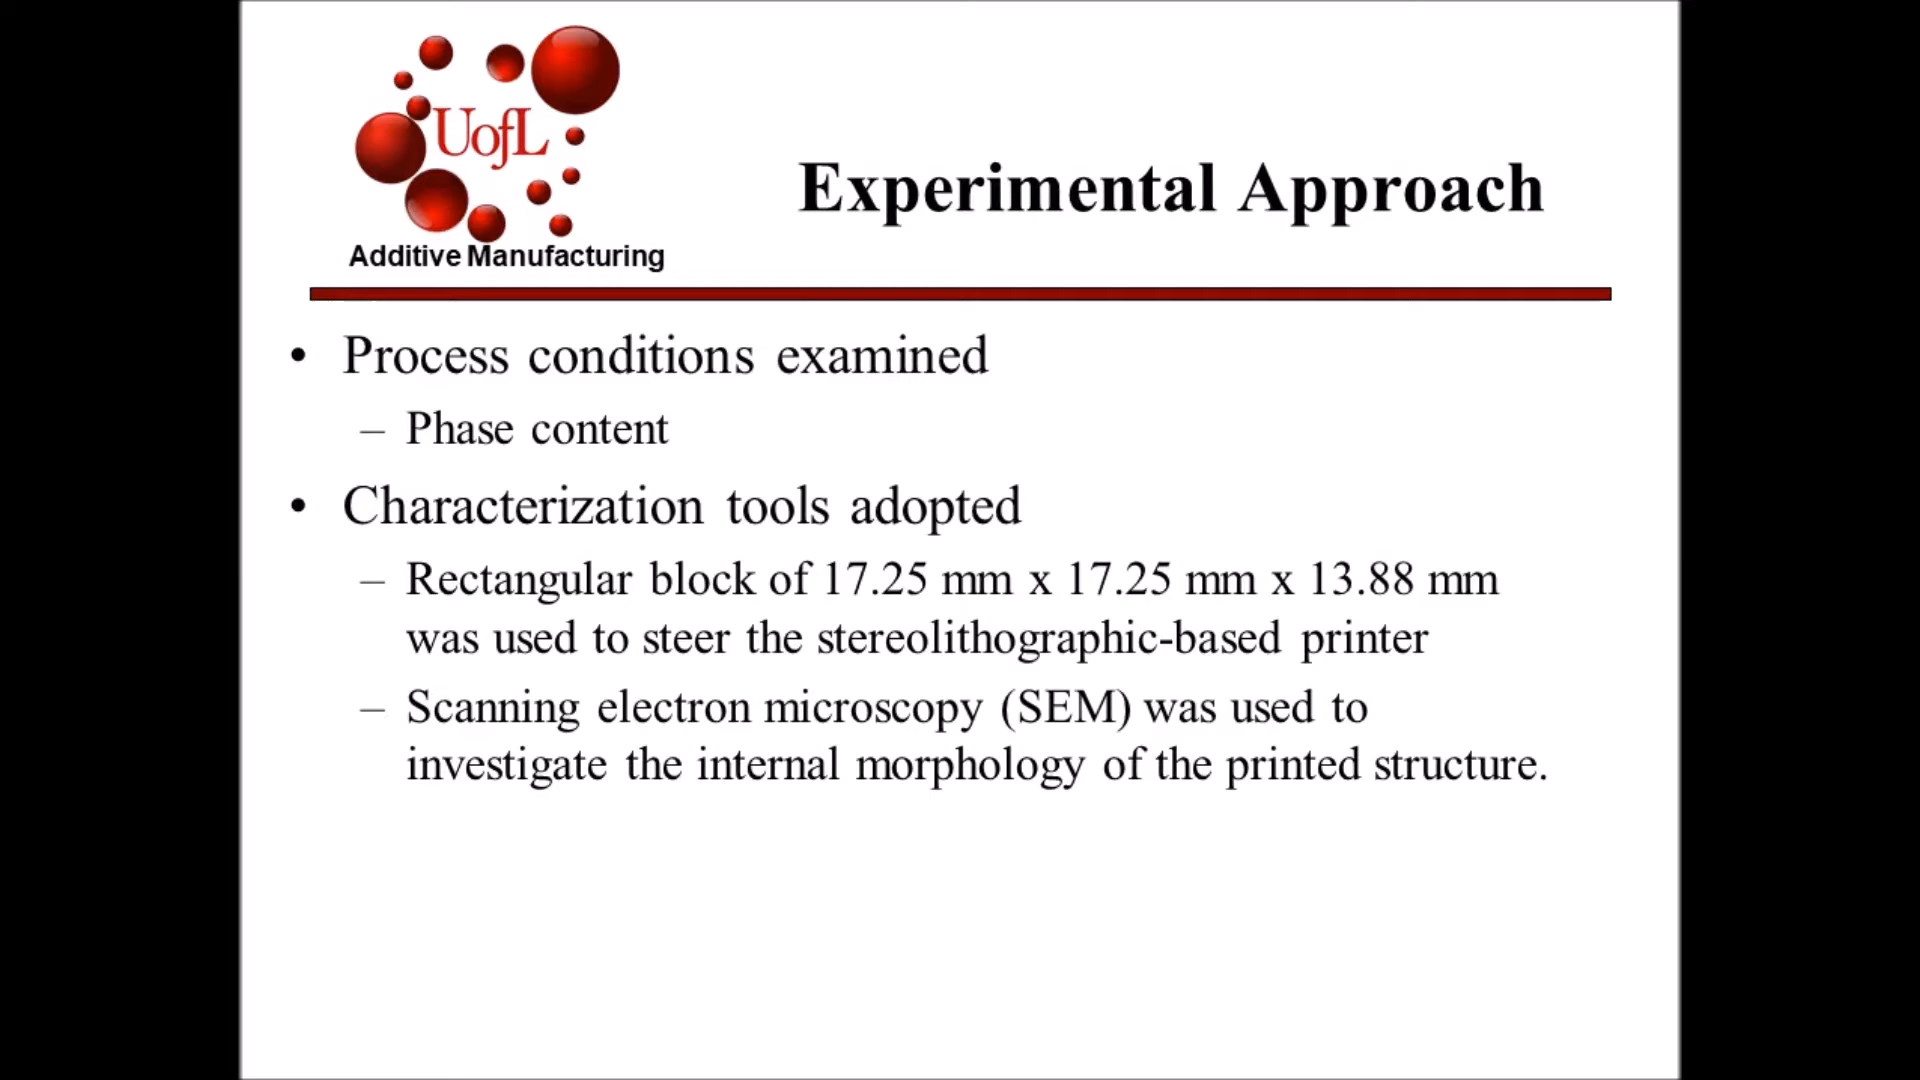 UofL
Additive Manufacturing
Experimental Approach
• Process conditions examined
– Phase content
• Characterization tools adopted
– Rectangular block of 17.25 mm x 17.25 mm x 13.88 mm
was used to steer the stereolithographic-based printer
– Scanning electron microscopy (SEM) was used to
investigate the internal morphology of the printed structure.